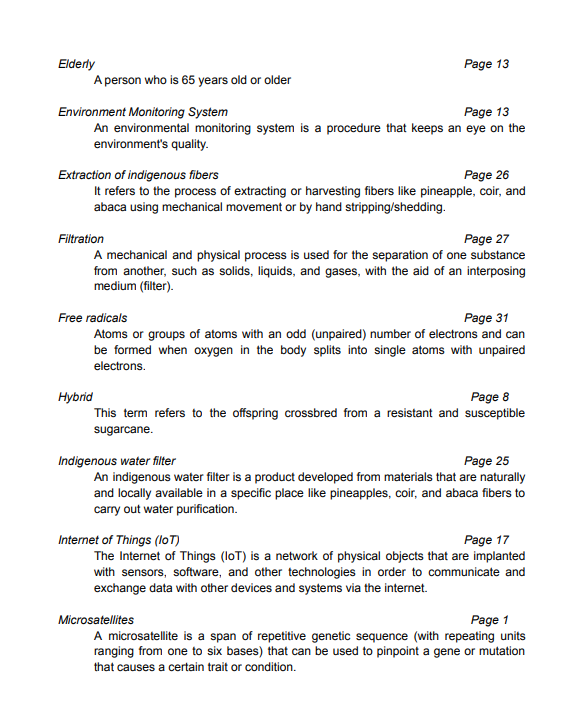 Elderly Page 13
A person who is 65 years old or older
Environment Monitoring System Page 13
An environmental monitoring system is a procedure that keeps an eye on the
environment's quality.
Extraction of indigenous fibers Page 26
It refers to the process of extracting or harvesting fibers like pineapple, coir, and
abaca using mechanical movement or by hand stripping/shedding.
Filtration Page 27
A mechanical and physical process is used for the separation of one substance
from another, such as solids, liquids, and gases, with the aid of an interposing
medium (filter).
Free radicals Page 31
Atoms or groups of atoms with an odd (unpaired) number of electrons and can
be formed when oxygen in the body splits into single atoms with unpaired
electrons.
Hybrid Page 8
This term refers to the offspring crossbred from a resistant and susceptible
sugarcane.
Indigenous water filter Page 25
An indigenous water filter is a product developed from materials that are naturally
and locally available in a specific place like pineapples, coir, and abaca fibers to
carry out water purification.
Internet of Things (IoT) Page 17
The Internet of Things (IoT) is a network of physical objects that are implanted
with sensors, software, and other technologies in order to communicate and
exchange data with other devices and systems via the internet.
Microsatellites Page 1
A microsatellite is a span of repetitive genetic sequence (with repeating units
ranging from one to six bases) that can be used to pinpoint a gene or mutation
that causes a certain trait or condition.